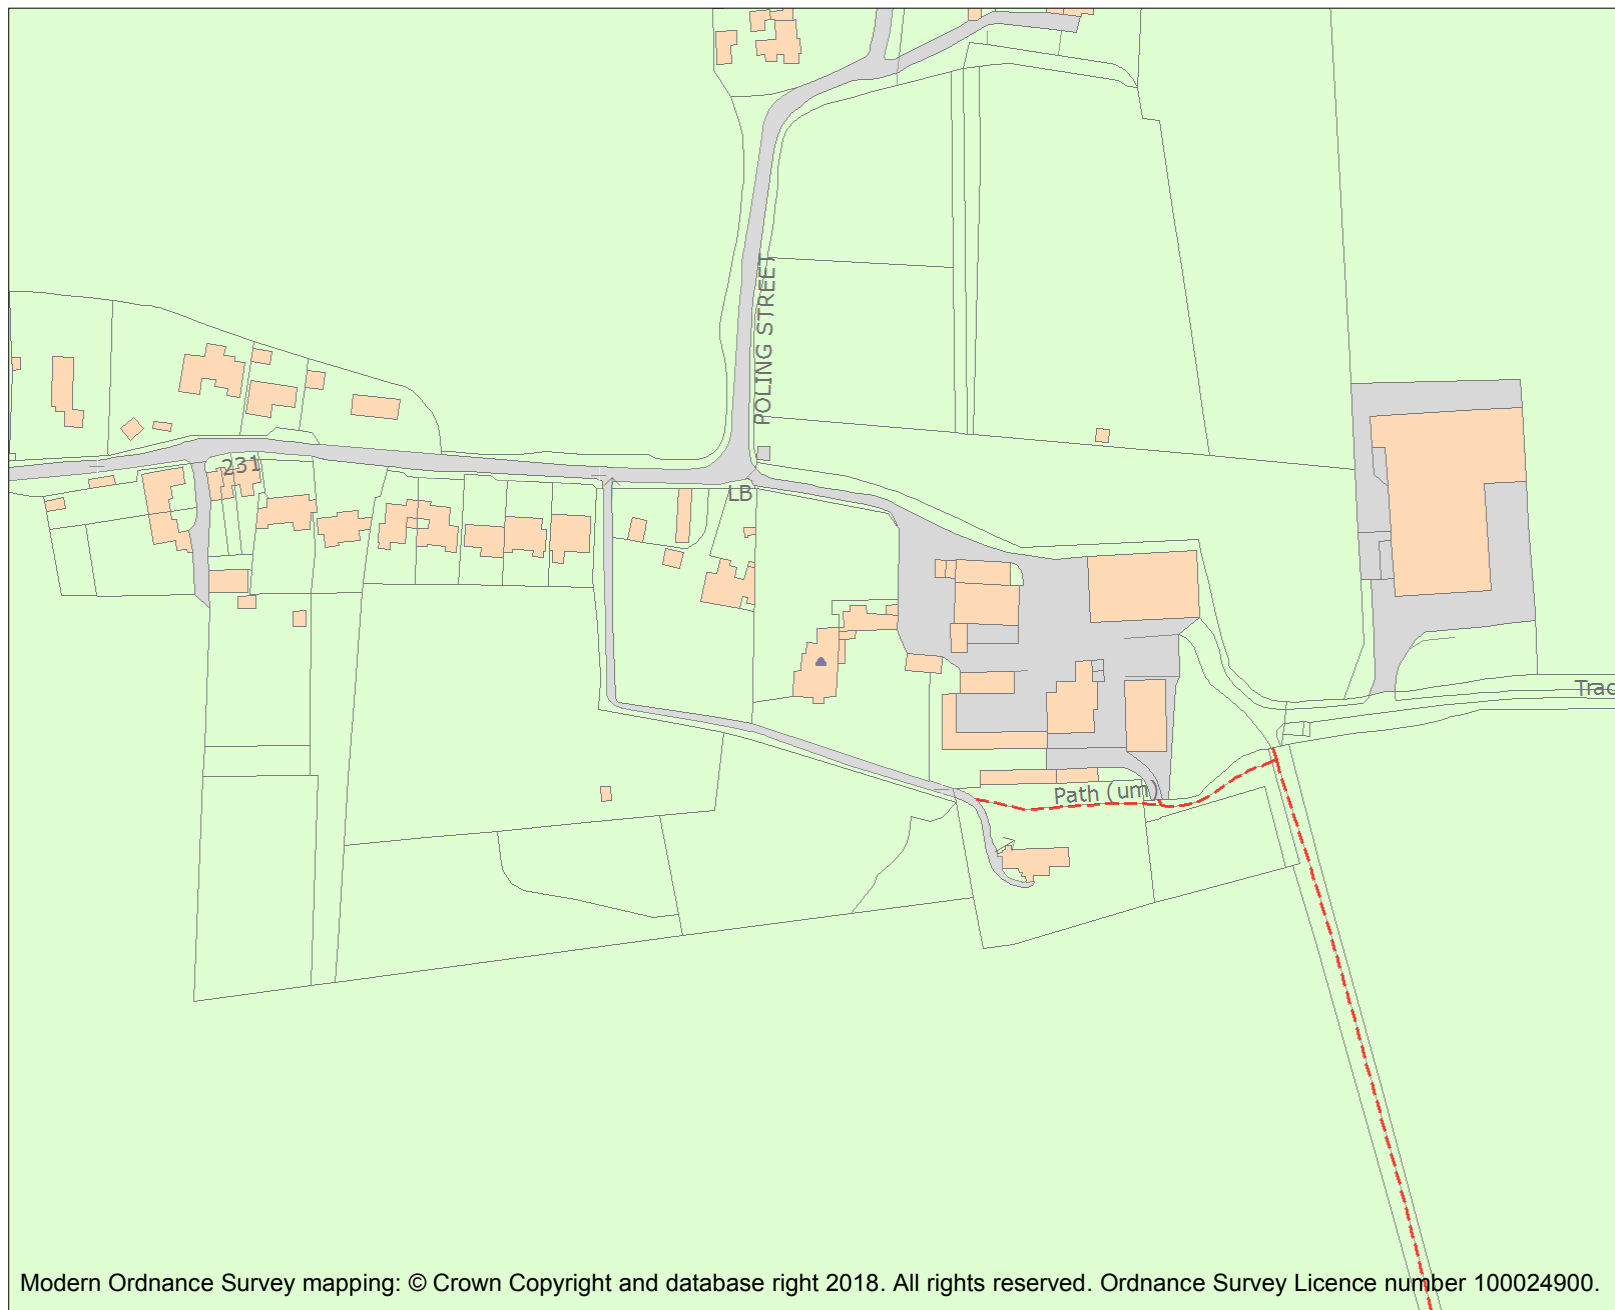 POLING STREET
231
LB
Trac
Path (um)
Modern Ordnance Survey mapping: © Crown Copyright and database right 2018. All rights reserved. Ordnance Survey Licence number 100024900.